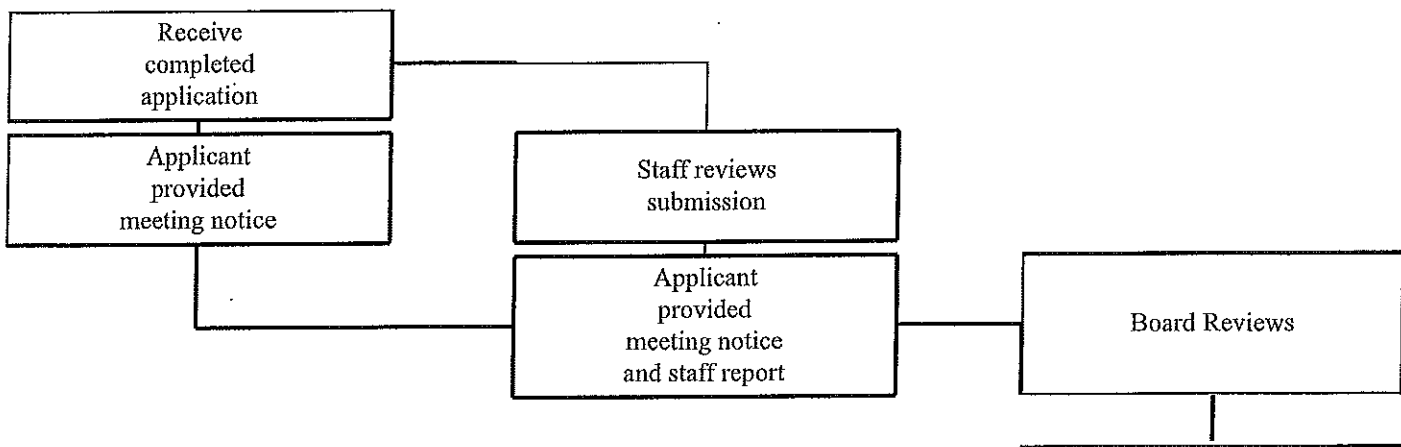 Receive
completed
application
Applicant
provided
meeting notice
Staff reviews
submission
Applicant
provided
meeting notice
and staff report
Board Reviews